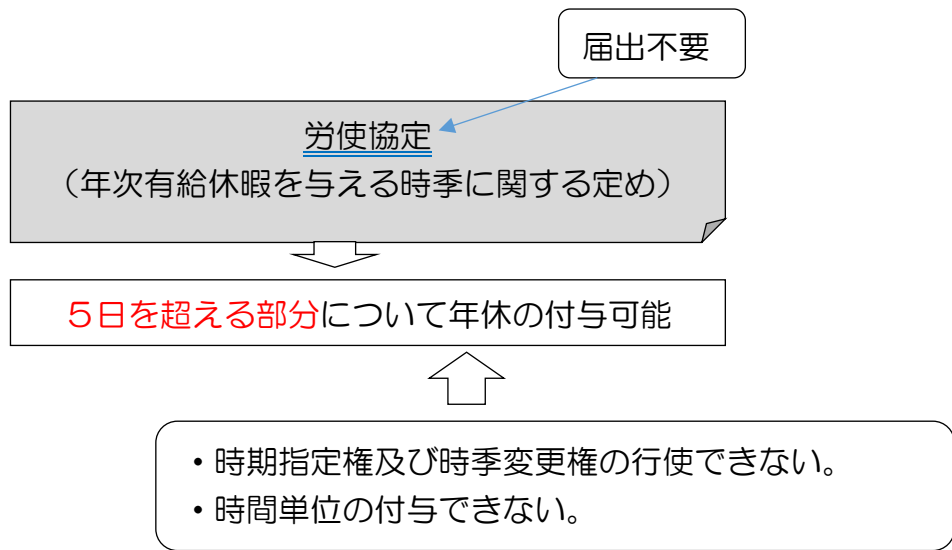 届出不要
労使協定
（年次有給休暇を与える時季に関する定め）
５日を超える部分について年休の付与可能
・時期指定権及び時季変更権の行使できない。
・時間単位の付与できない。